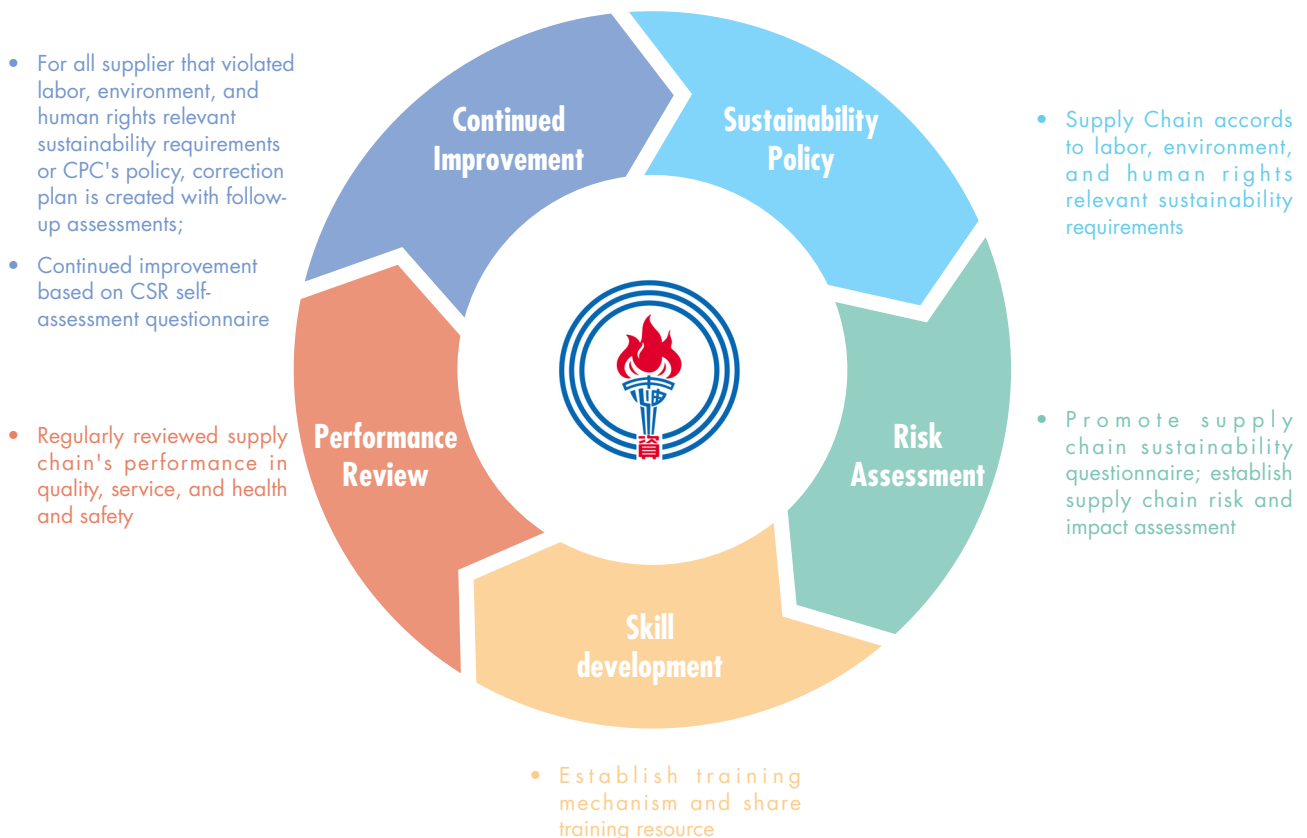 • For all supplier that violated
labor, environment, and
human rights relevant
sustainability requirements
or CPC's policy, correction
plan is created with follow-
up assessments;
• Continued improvement
based on CSR self-
assessment questionnaire
• Regularly reviewed supply
chain's performance in
quality, service, and health
and safety
Continued
Improvement
Sustainability
Policy
Performance
Review
資
Risk
Assessment
Skill
development
• Supply Chain accords
to labor, environment,
and human rights
relevant sustainability
requirements
• Promote supply
chain sustainability
questionnaire; establish
supply chain risk and
impact assessment
• Establish training
mechanism and share
training resource